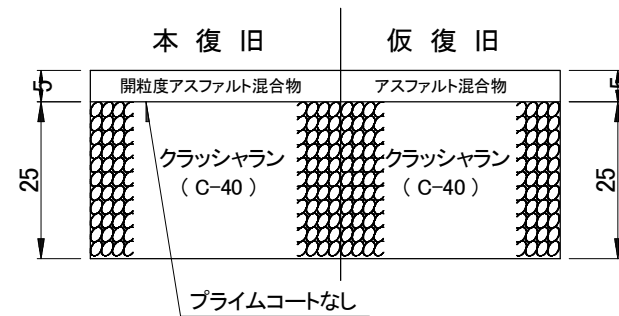 本復旧
仮復旧
5
開粒度アスファルト混合物
アスファルト混合物
5
25
クラッシャラン
（C-40）
クラッシャラン
（C-40）
25
プライムコートなし